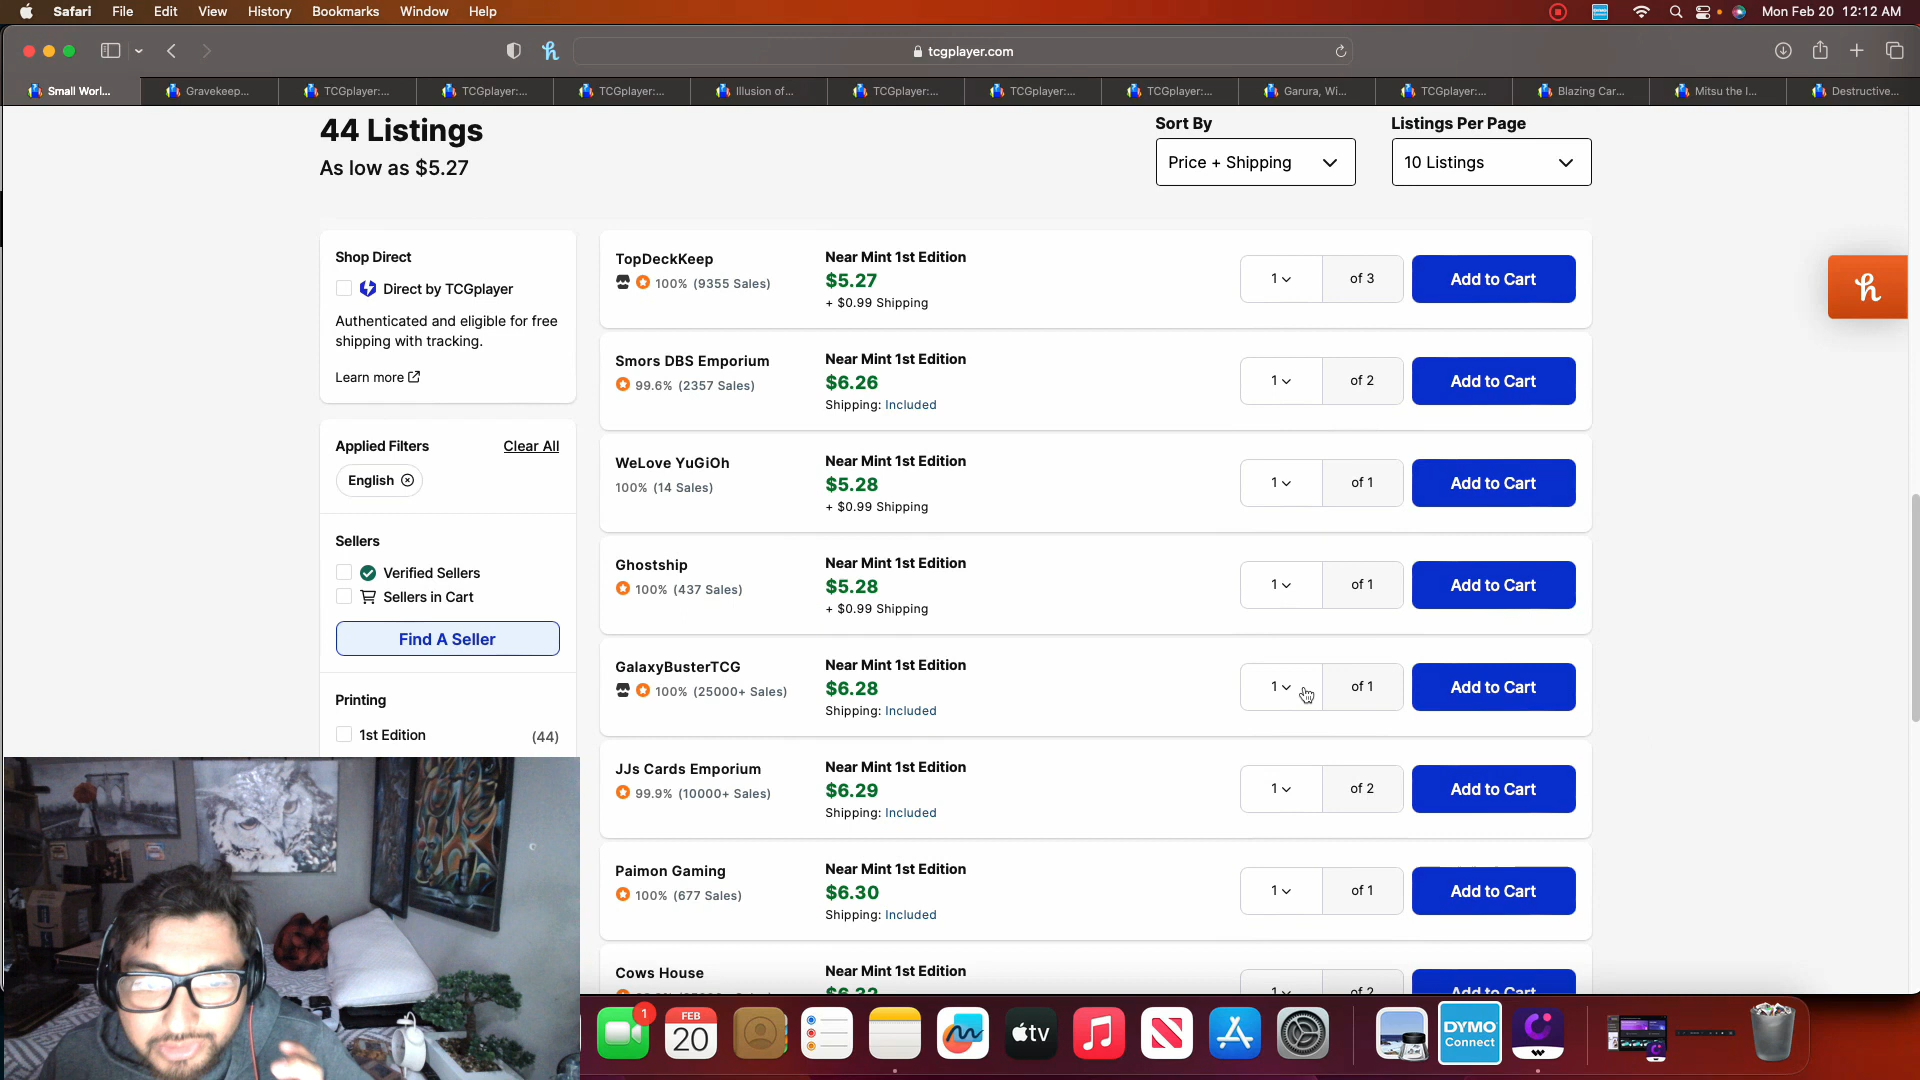 Safari File Edit View History Bookmarks Window Help
Mon Feb 20 12:12 AM
tcgplayer.com
Small Worl...
Gravekeep...
TCGplayer:...
TCGplayer:...
TCGplayer:...
Illusion of...
TCGplayer:...
TCGplayer:...
TCGplayer:...
Garura, Wi...
TCGplayer:...
Blazing Car...
Mitsu the I...
Destructive...
44 Listings
As low as $5.27
Sort By
Price + Shipping
Listings Per Page
10 Listings
Shop Direct
Direct by TCGplayer
Authenticated and eligible for free
shipping with tracking.
Learn more
Applied Filters
Clear All
English
Sellers
Verified Sellers
Sellers in Cart
Find A Seller
Printing
1st Edition
(44)
TopDeckKeep
100% (9355 Sales)
Near Mint 1st Edition
$5.27
+ $0.99 Shipping
1
of 3
Add to Cart
Smors DBS Emporium
99.6% (2357 Sales)
Near Mint 1st Edition
$6.26
Shipping: Included
1
of 2
Add to Cart
WeLove YuGiOh
100% (14 Sales)
Near Mint 1st Edition
$5.28
+ $0.99 Shipping
1
of 1
Add to Cart
Ghostship
100% (437 Sales)
Near Mint 1st Edition
$5.28
+ $0.99 Shipping
1
of 1
Add to Cart
GalaxyBusterTCG
100% (25000+ Sales)
Near Mint 1st Edition
$6.28
Shipping: Included
1
of 1
Add to Cart
JJs Cards Emporium
99.9% (10000+ Sales)
Near Mint 1st Edition
$6.29
Shipping: Included
1
of 2
Add to Cart
Paimon Gaming
100% (677 Sales)
Near Mint 1st Edition
$6.30
Shipping: Included
1
of 1
Add to Cart
Cows House
Near Mint 1st Edition
$6.32
1
of 2
Add to Cart
1
FEB
20
tv
DYMO
Connect